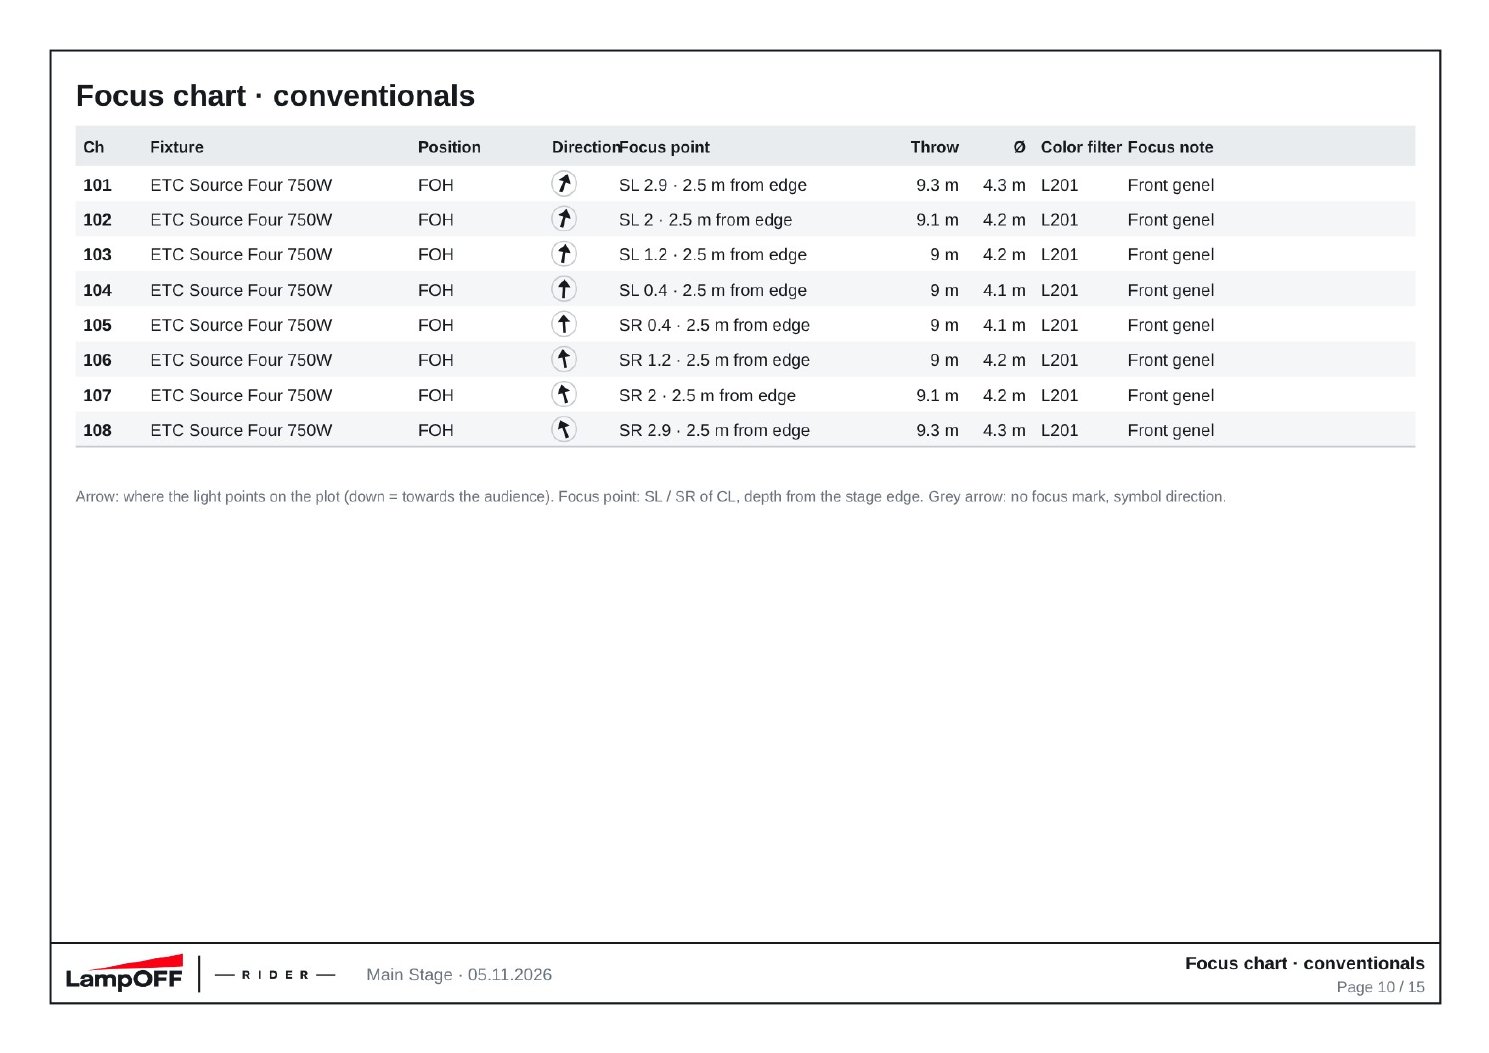 Focus chart · conventionals
Ch Fixture Position Direction Focus point Throw Ø Color filter Focus note
101 ETC Source Four 750W FOH SL 2.9 · 2.5 m from edge 9.3 m 4.3 m L201 Front genel
102 ETC Source Four 750W FOH SL 2 · 2.5 m from edge 9.1 m 4.2 m L201 Front genel
103 ETC Source Four 750W FOH SL 1.2 · 2.5 m from edge 9 m 4.2 m L201 Front genel
104 ETC Source Four 750W FOH SL 0.4 · 2.5 m from edge 9 m 4.1 m L201 Front genel
105 ETC Source Four 750W FOH SR 0.4 · 2.5 m from edge 9 m 4.1 m L201 Front genel
106 ETC Source Four 750W FOH SR 1.2 · 2.5 m from edge 9 m 4.2 m L201 Front genel
107 ETC Source Four 750W FOH SR 2 · 2.5 m from edge 9.1 m 4.2 m L201 Front genel
108 ETC Source Four 750W FOH SR 2.9 · 2.5 m from edge 9.3 m 4.3 m L201 Front genel
Arrow: where the light points on the plot (down = towards the audience). Focus point: SL / SR of CL, depth from the stage edge. Grey arrow: no focus mark, symbol direction.
LampOFF — RIDER — Main Stage · 05.11.2026
Focus chart · conventionals
Page 10 / 15